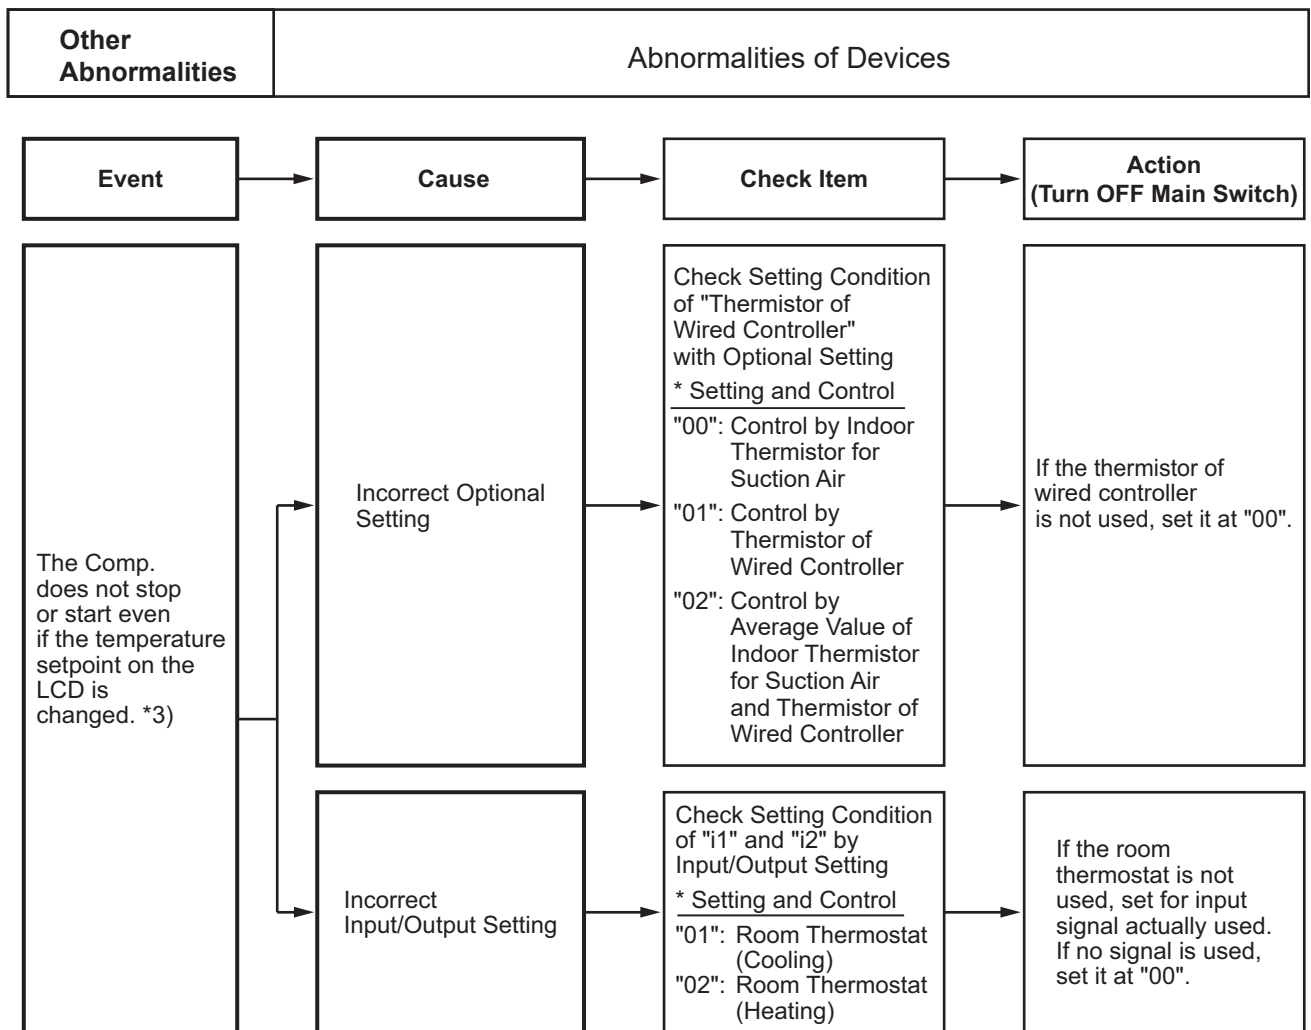 Other
Abnormalities
Abnormalities of Devices
Event
Cause
Check Item
Action
(Turn OFF Main Switch)
The Comp.
does not stop
or start even
if the temperature
setpoint on the
LCD is
changed. *3)
Incorrect Optional
Setting
Check Setting Condition
of "Thermistor of
Wired Controller"
with Optional Setting
* Setting and Control
"00": Control by Indoor
Thermistor for
Suction Air
"01": Control by
Thermistor of
Wired Controller
"02": Control by
Average Value of
Indoor Thermistor
for Suction Air
and Thermistor of
Wired Controller
If the thermistor of
wired controller
is not used, set it at "00".
Incorrect
Input/Output Setting
Check Setting Condition
of "i1" and "i2" by
Input/Output Setting
* Setting and Control
"01": Room Thermostat
(Cooling)
"02": Room Thermostat
(Heating)
If the room
thermostat is not
used, set for input
signal actually used.
If no signal is used,
set it at "00".